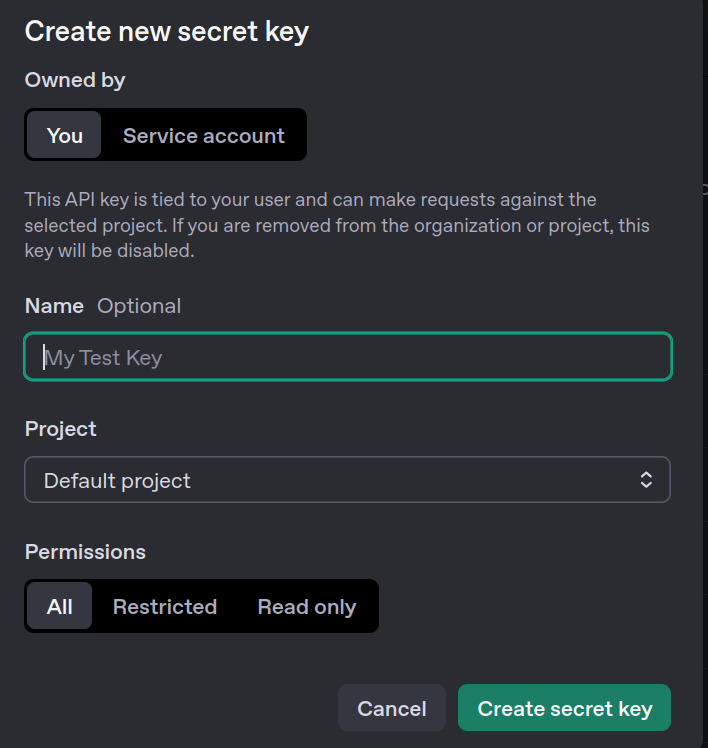 Create new secret key
Owned by
You Service account
This API key is tied to your user and can make requests against the
selected project. If you are removed from the organization or project, this
key will be disabled.
Name Optional
My Test Key
Project
Default project
Permissions
All Restricted Read only
Cancel Create secret key